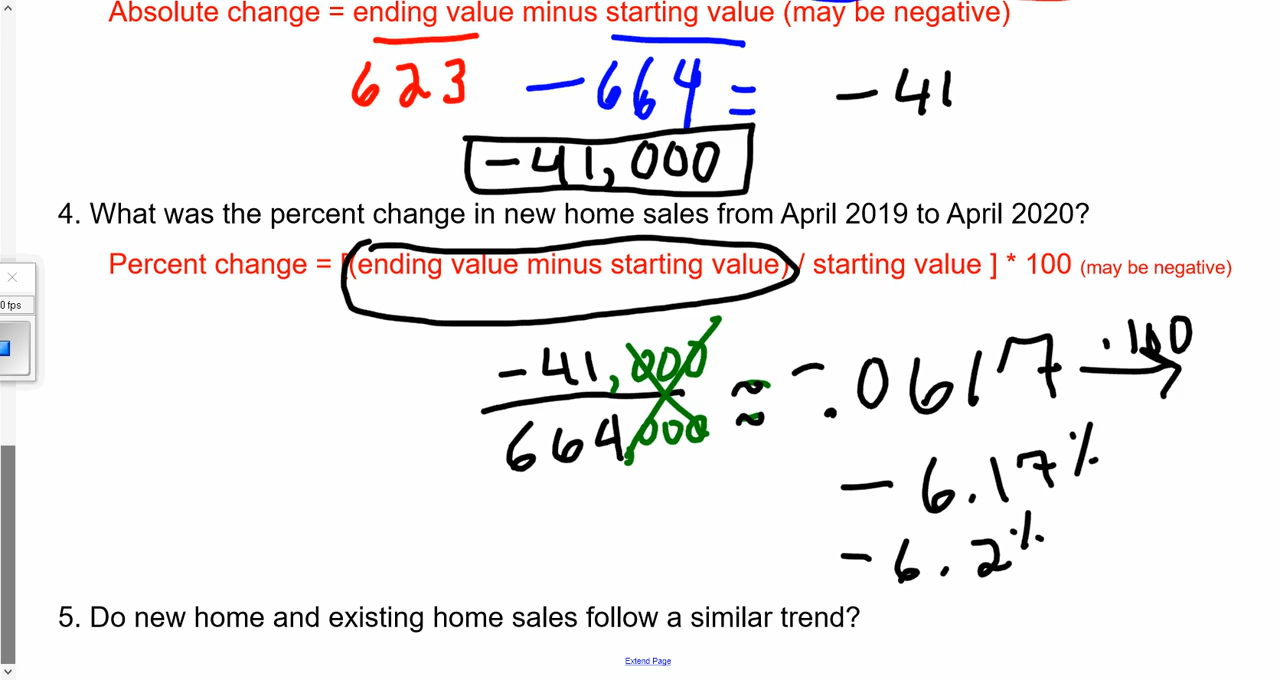 Absolute change = ending value minus starting value (may be negative)
623 - 664 = -41
-41,000
4. What was the percent change in new home sales from April 2019 to April 2020?
Percent change = [(ending value minus starting value) / starting value ] * 100 (may be negative)
-41,000
664,000
≈ -.0617 · 100
-6.17%
-6.2%
0 fps
5. Do new home and existing home sales follow a similar trend?
Extend Page